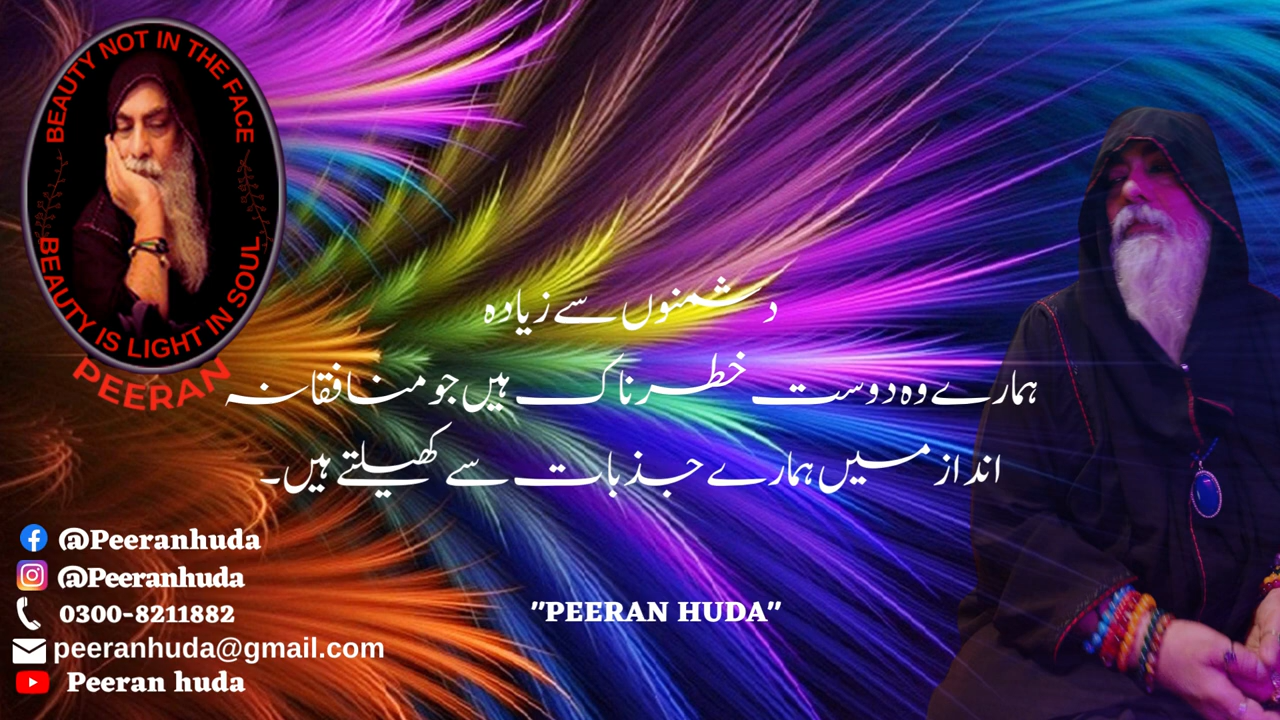 BEAUTY NOT IN THE FACE
BEAUTY IS LIGHT IN SOUL
PEERAN
دشمنوں سے زیادہ
ہمارے وہ دوست خطرناک ہیں جو منافقانہ
انداز میں ہمارے جذبات سے کھیلتے ہیں۔
"PEERAN HUDA"
@Peeranhuda
@Peeranhuda
0300-8211882
peeranhuda@gmail.com
Peeran huda